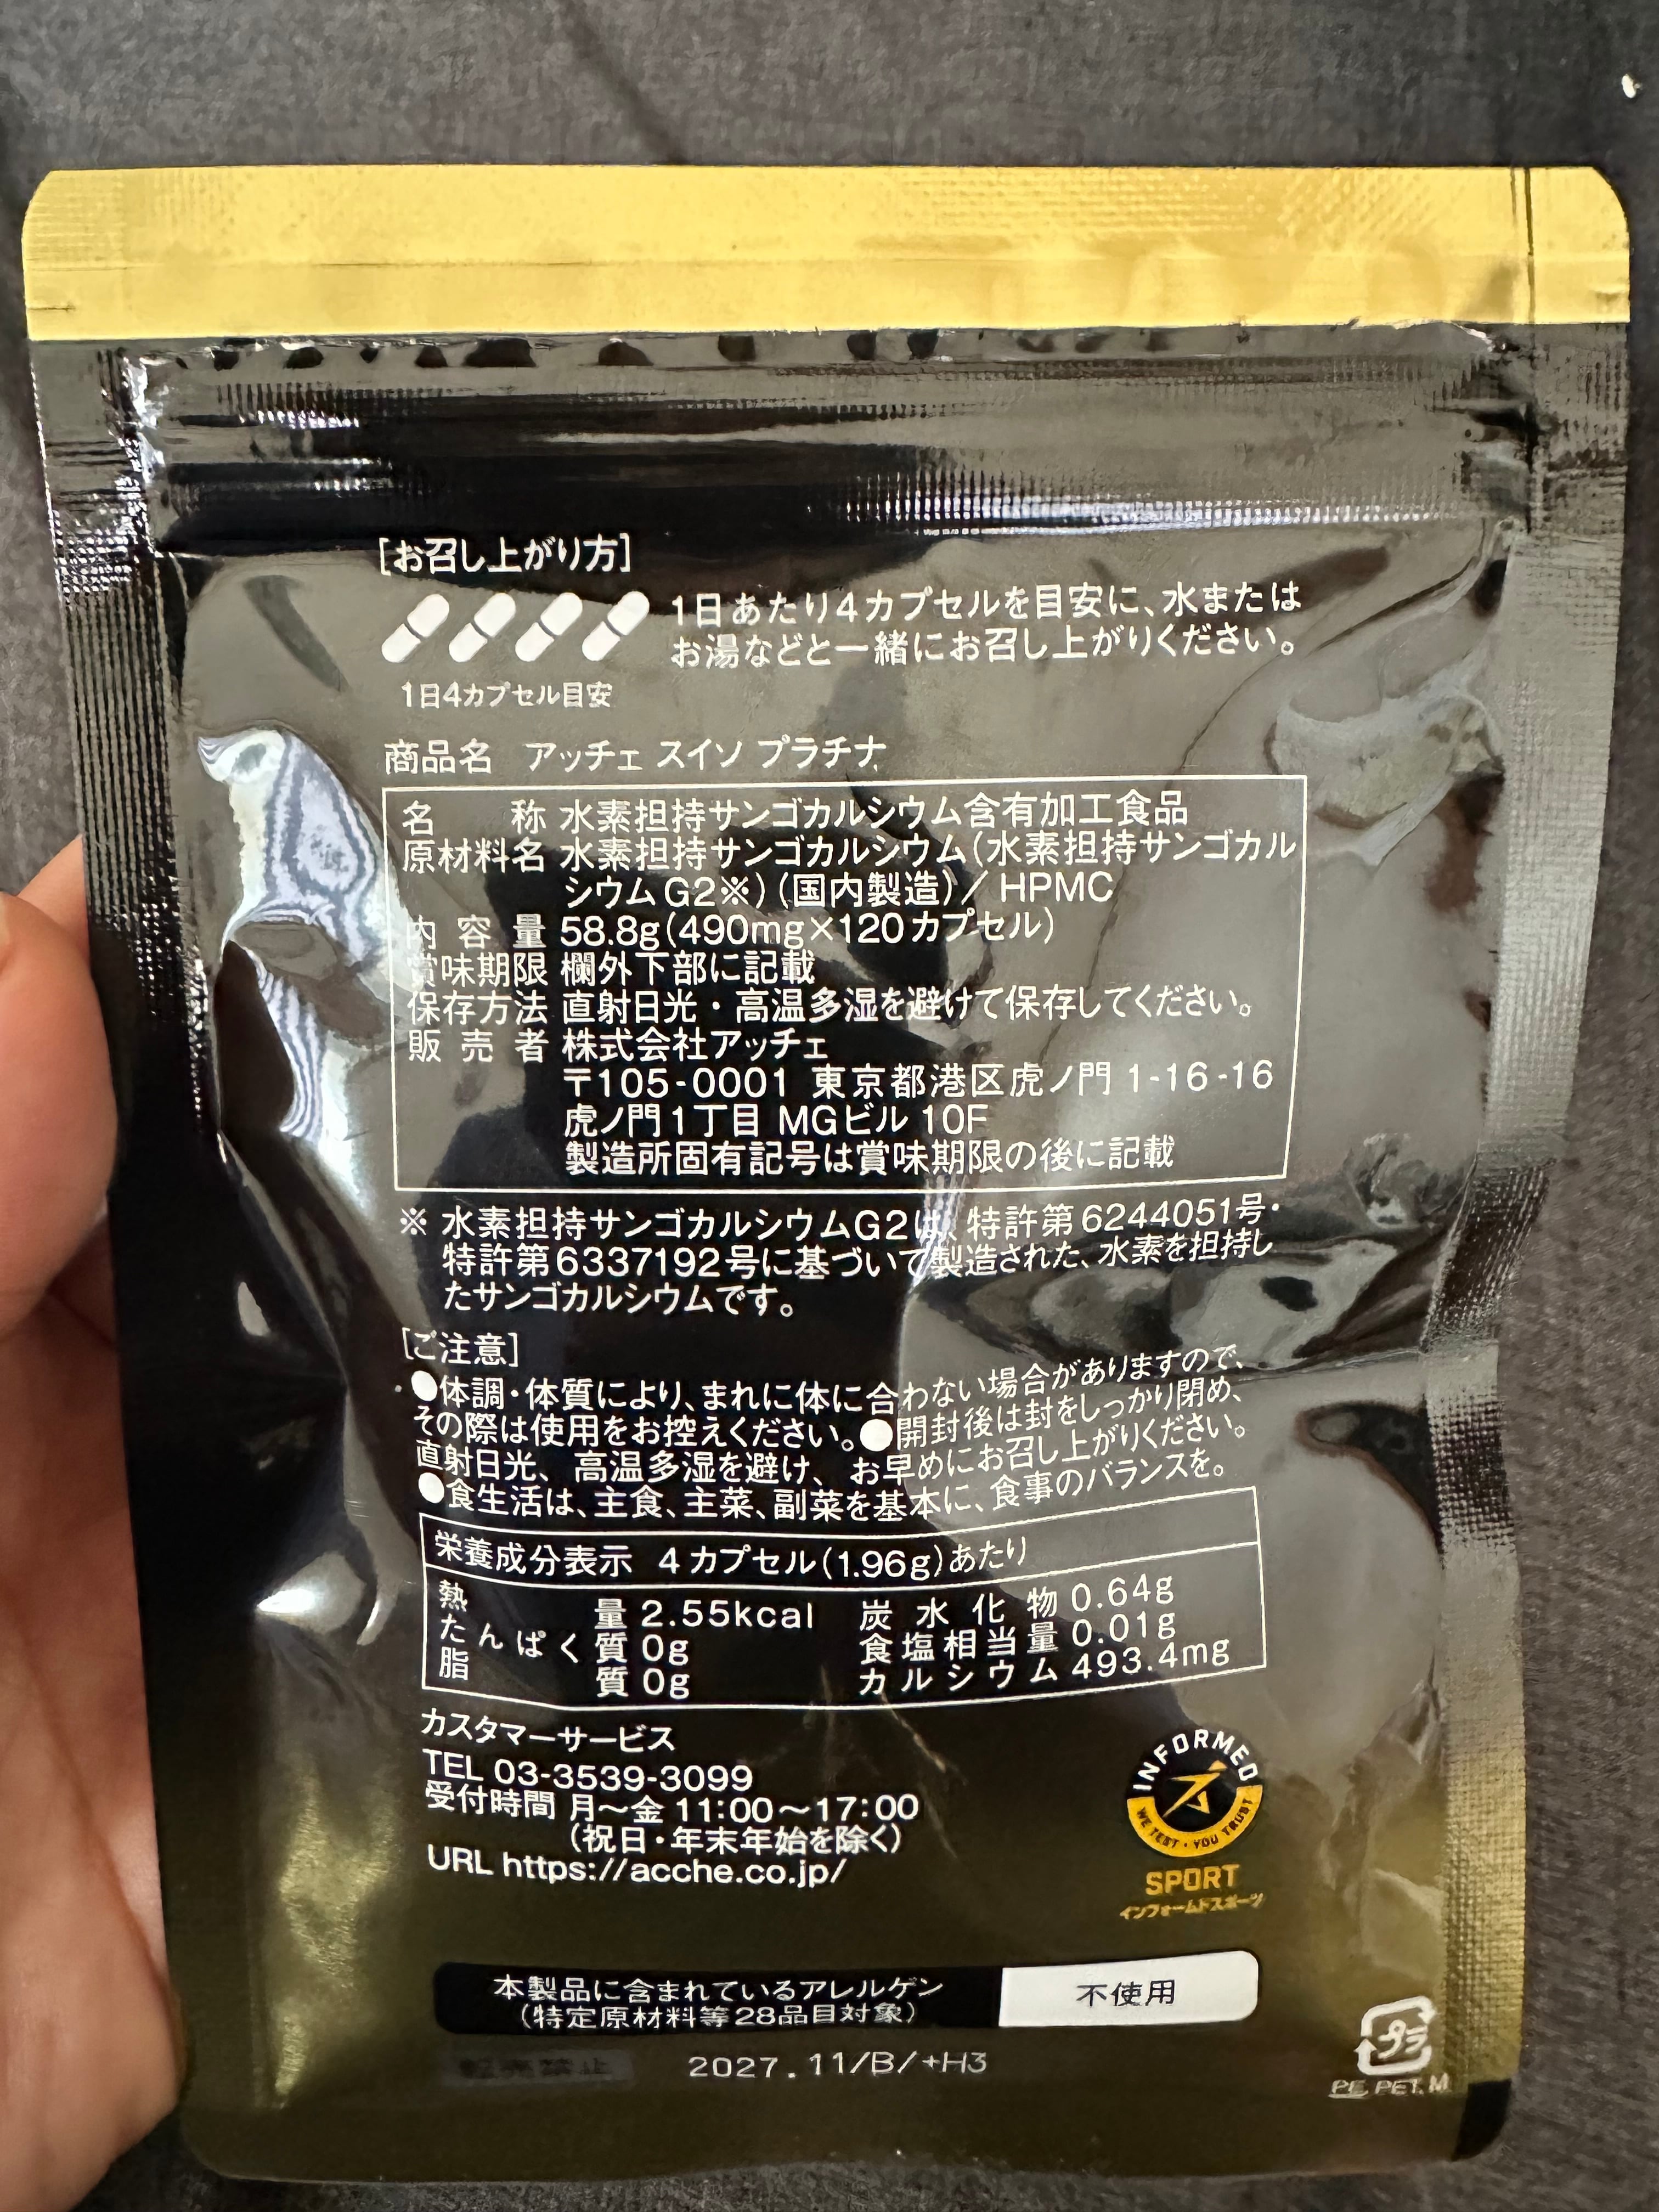 [お召し上がり方]
1日あたり4カプセルを目安に、水または
お湯などと一緒にお召し上がりください。
1日4カプセル目安
商品名 アッチェ スイソ プラチナ
名称 水素担持サンゴカルシウム含有加工食品
原材料名 水素担持サンゴカルシウム(水素担持サンゴカル
シウムG2※)(国内製造)/ HPMC
内容量 58.8g(490mg×120カプセル)
賞味期限 欄外下部に記載
保存方法 直射日光・高温多湿を避けて保存してください。
販売者 株式会社アッチェ
〒105-0001 東京都港区虎ノ門 1-16-16
虎ノ門1丁目 MGビル 10F
製造所固有記号は賞味期限の後に記載
※ 水素担持サンゴカルシウムG2は、特許第6244051号・
特許第6337192号に基づいて製造された、水素を担持し
たサンゴカルシウムです。
[ご注意]
●体調・体質により、まれに体に合わない場合がありますので、
その際は使用をお控えください。●開封後は封をしっかり閉め、
直射日光、高温多湿を避け、お早めにお召し上がりください。
●食生活は、主食、主菜、副菜を基本に、食事のバランスを。
栄養成分表示 4カプセル(1.96g)あたり
熱量 2.55kcal 炭水化物 0.64g
たんぱく質 0g 食塩相当量 0.01g
脂質 0g カルシウム 493.4mg
カスタマーサービス
TEL 03-3539-3099
受付時間 月～金 11:00～17:00
(祝日・年末年始を除く)
URL https://acche.co.jp/
INFORMED
WE TEST・YOU TRUST
SPORT
インフォームドスポーツ
本製品に含まれているアレルゲン
(特定原材料等28品目対象)
不使用
転売禁止 2027.11/B/+H3
プラ
PE, PET, M